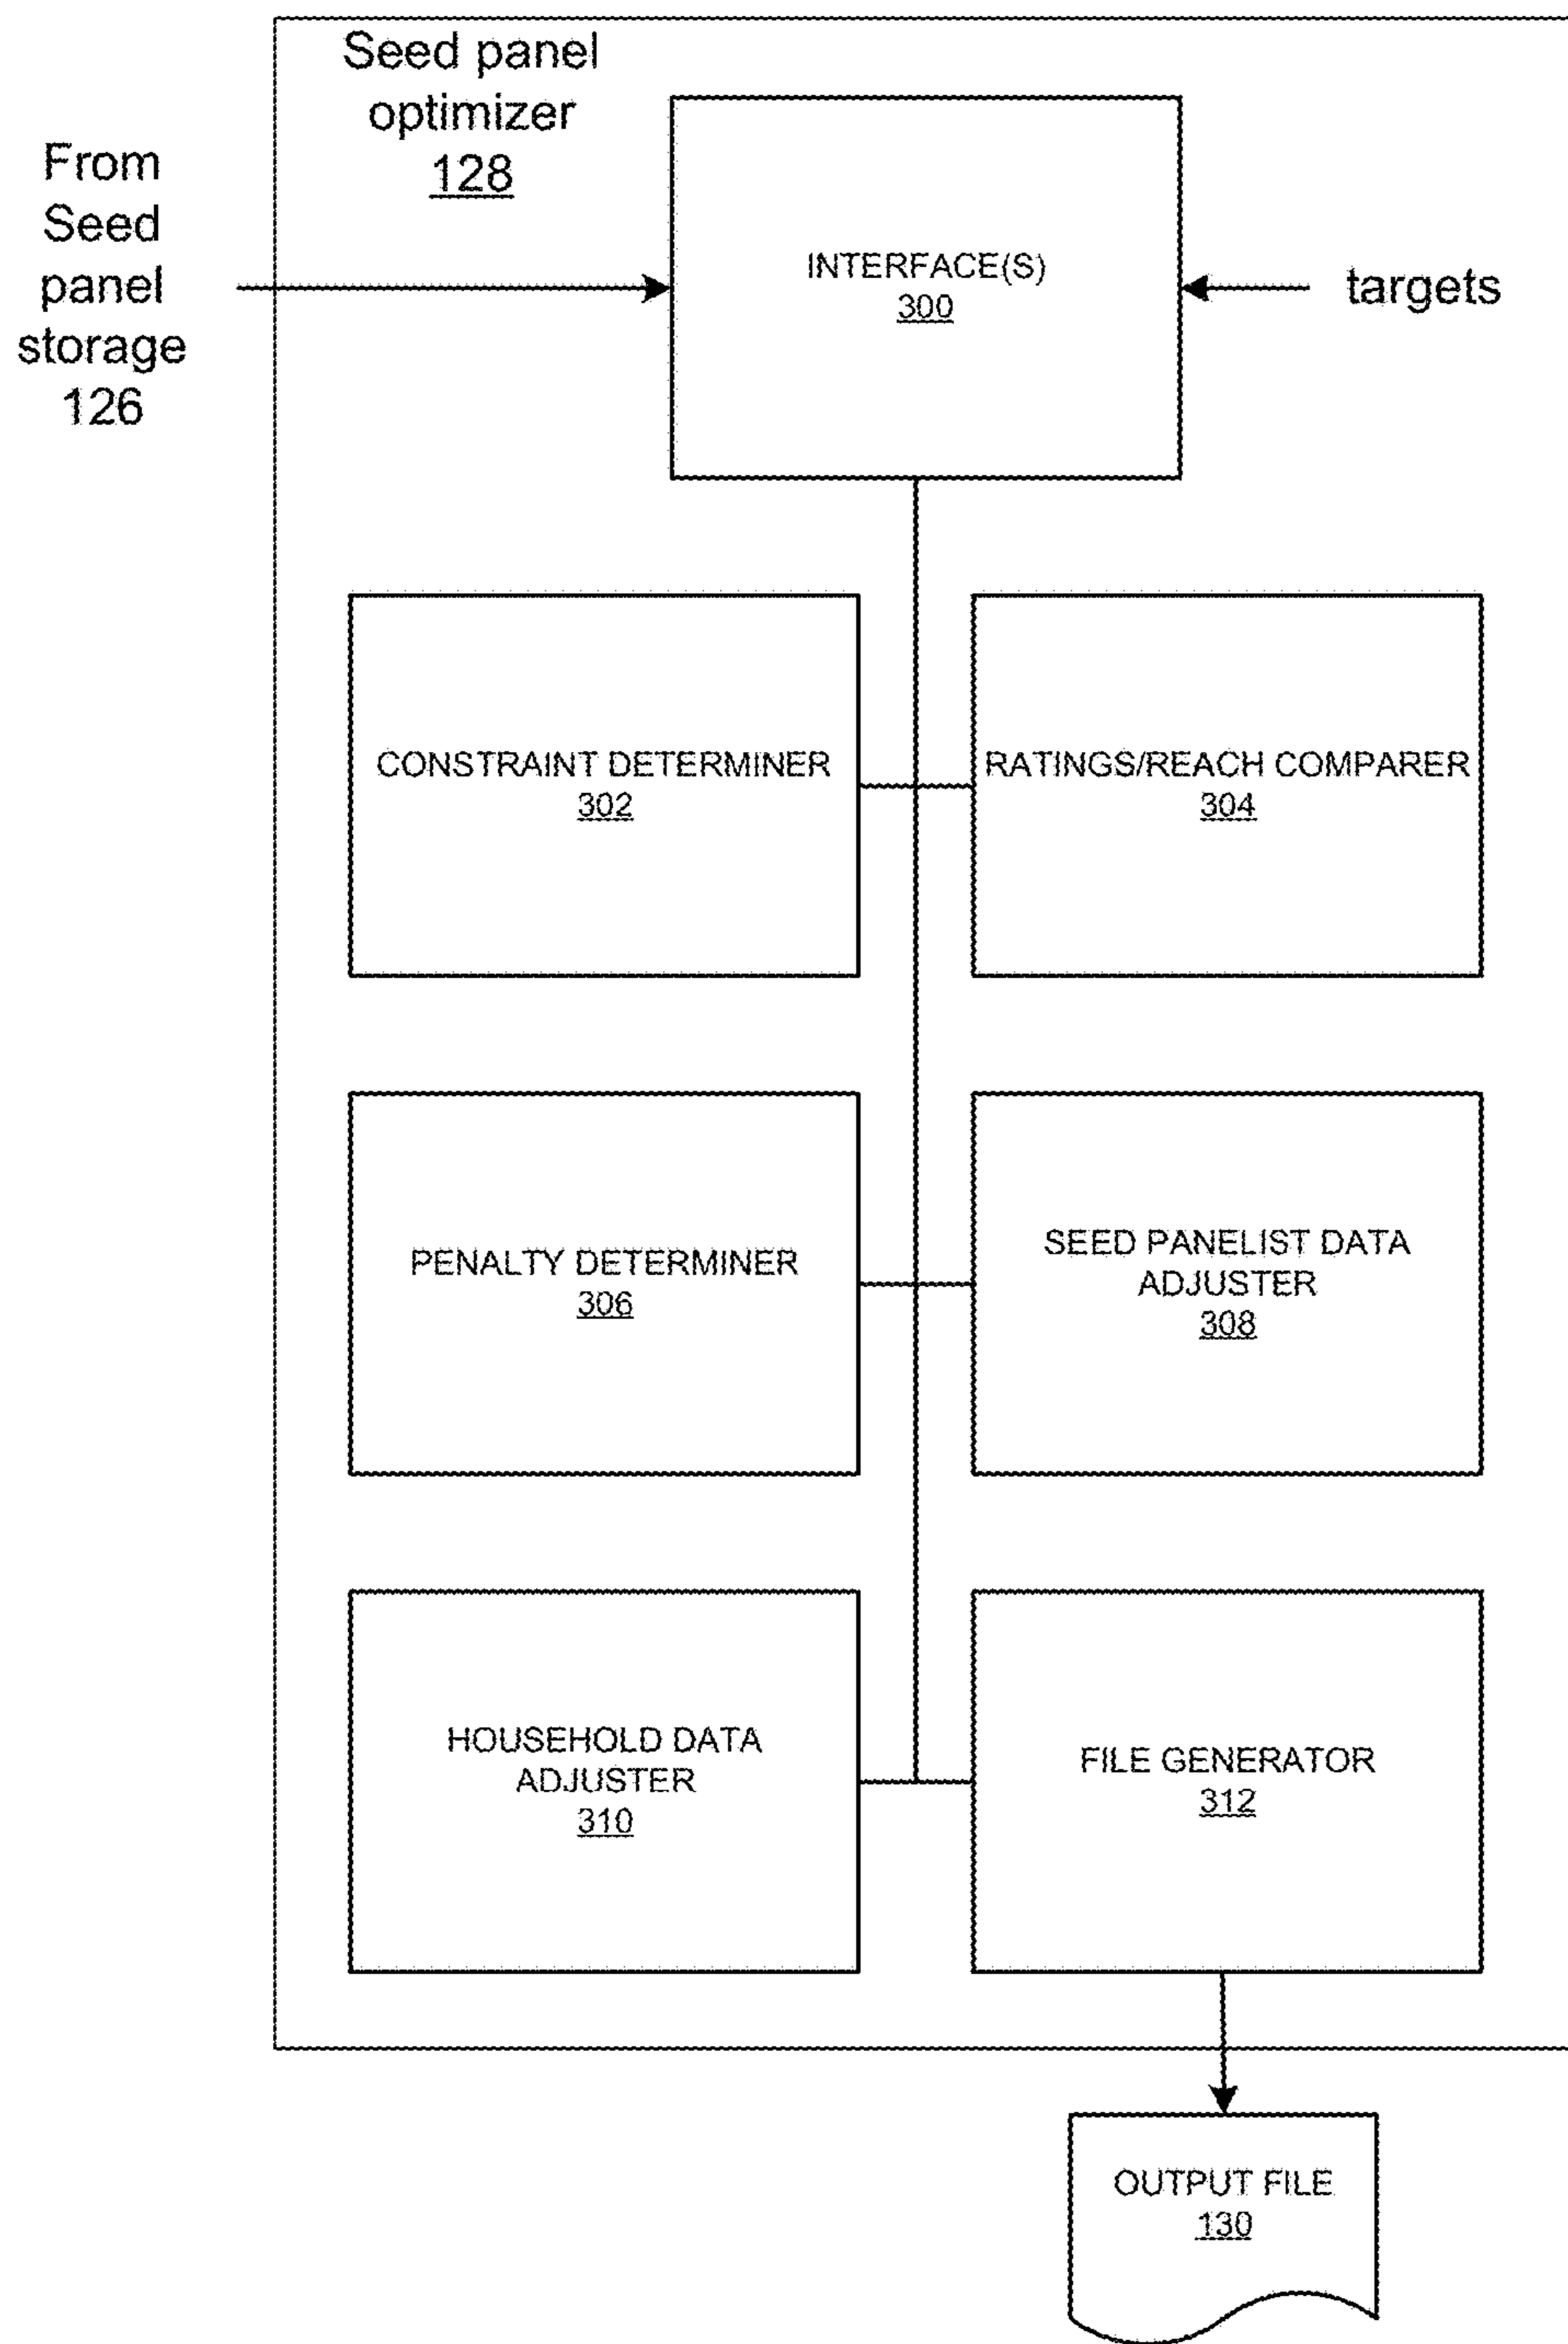 Seed panel
optimizer
128
From
Seed
panel
storage
126
INTERFACE(S)
300
targets
CONSTRAINT DETERMINER
302
RATINGS/REACH COMPARER
304
PENALTY DETERMINER
306
SEED PANELIST DATA
ADJUSTER
308
HOUSEHOLD DATA
ADJUSTER
310
FILE GENERATOR
312
OUTPUT FILE
130